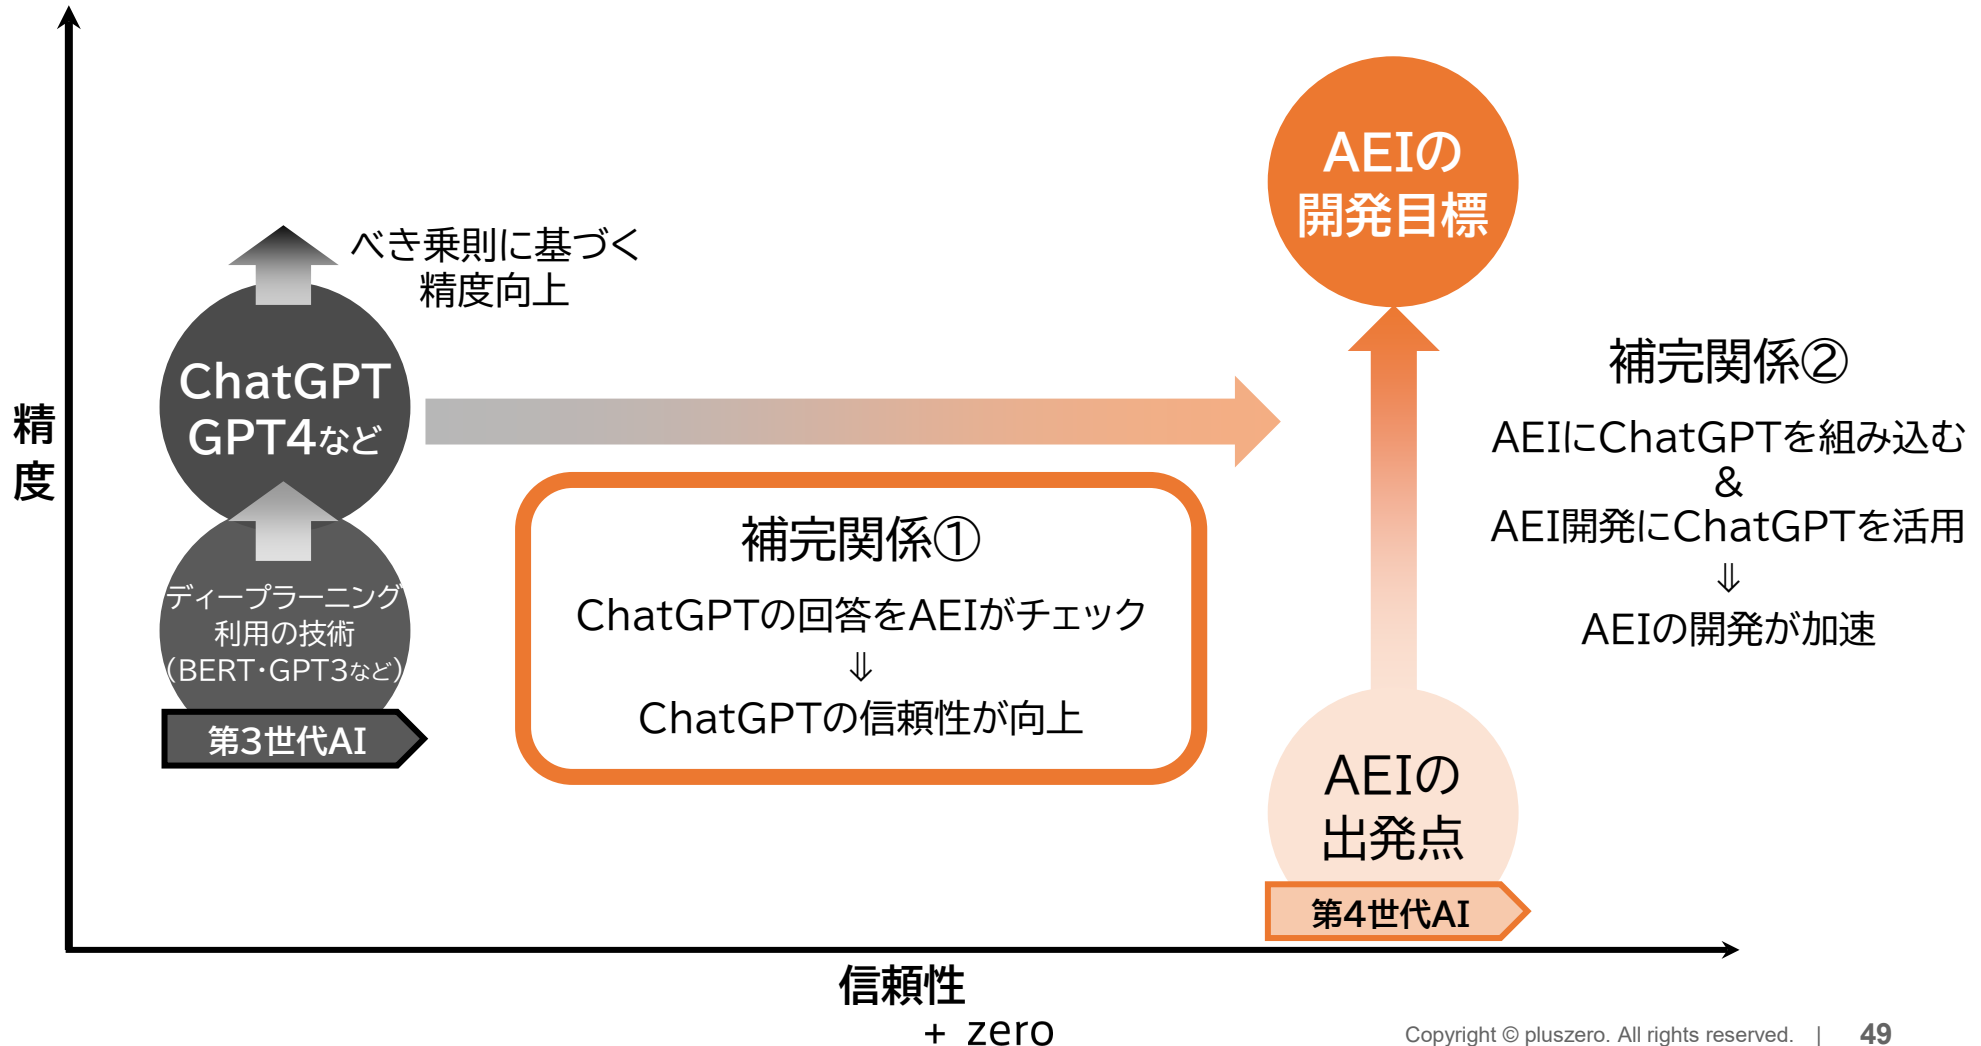 精
度
べき乗則に基づく
精度向上
ChatGPT
GPT4など
ディープラーニング
利用の技術
（BERT・GPT3など）
第3世代AI
補完関係①
ChatGPTの回答をAEIがチェック
⇓
ChatGPTの信頼性が向上
AEIの
開発目標
補完関係②
AEIにChatGPTを組み込む
&
AEI開発にChatGPTを活用
⇓
AEIの開発が加速
AEIの
出発点
第4世代AI
信頼性
+ zero
Copyright © pluszero. All rights reserved. | 49